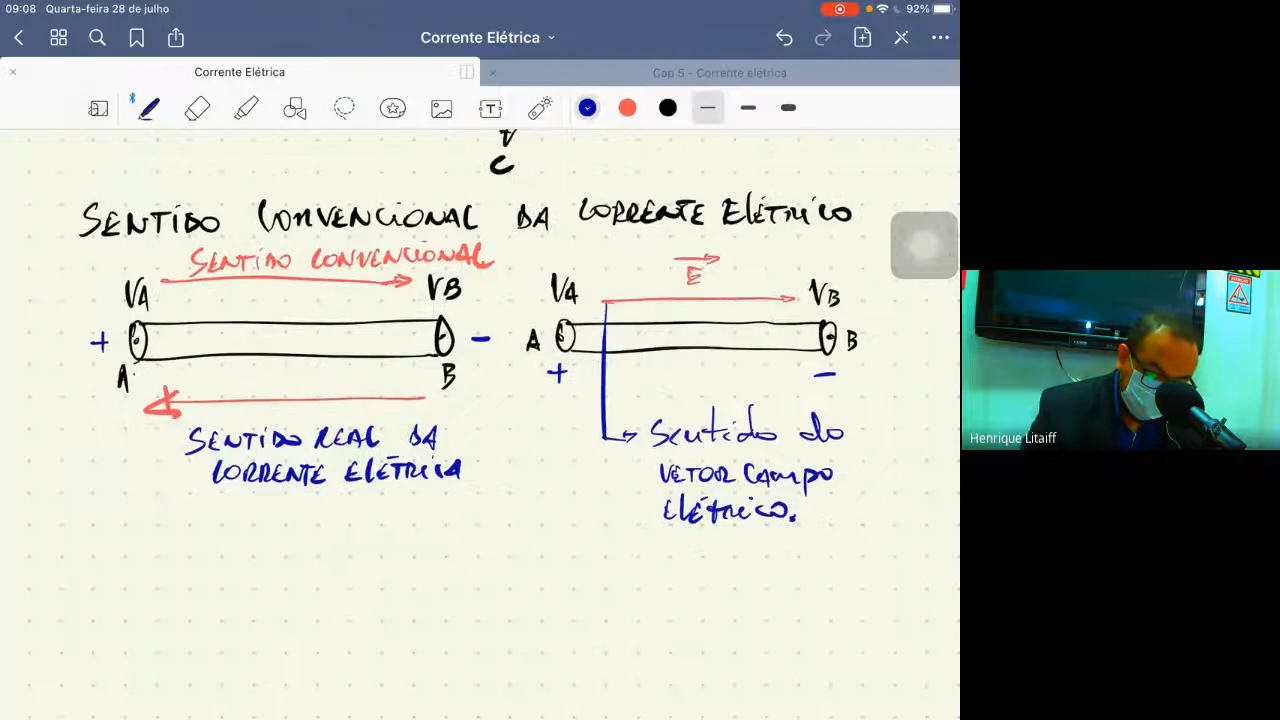 09:08 Quarta-feira 28 de julho
92%
Corrente Elétrica
Corrente Elétrica
Cap 5 - Corrente elétrica
T
C
SENTIDO CONVENCIONAL DA CORRENTE ELÉTRICO
SENTIDO CONVENCIONAL
E
VA
VB
VA
VB
+
-
A
B
A
B
+
-
SENTIDO REAL DA
CORRENTE ELÉTRICA
Sentido do
VETOR CAMPO
ELÉTRICO.
Henrique Litaiff